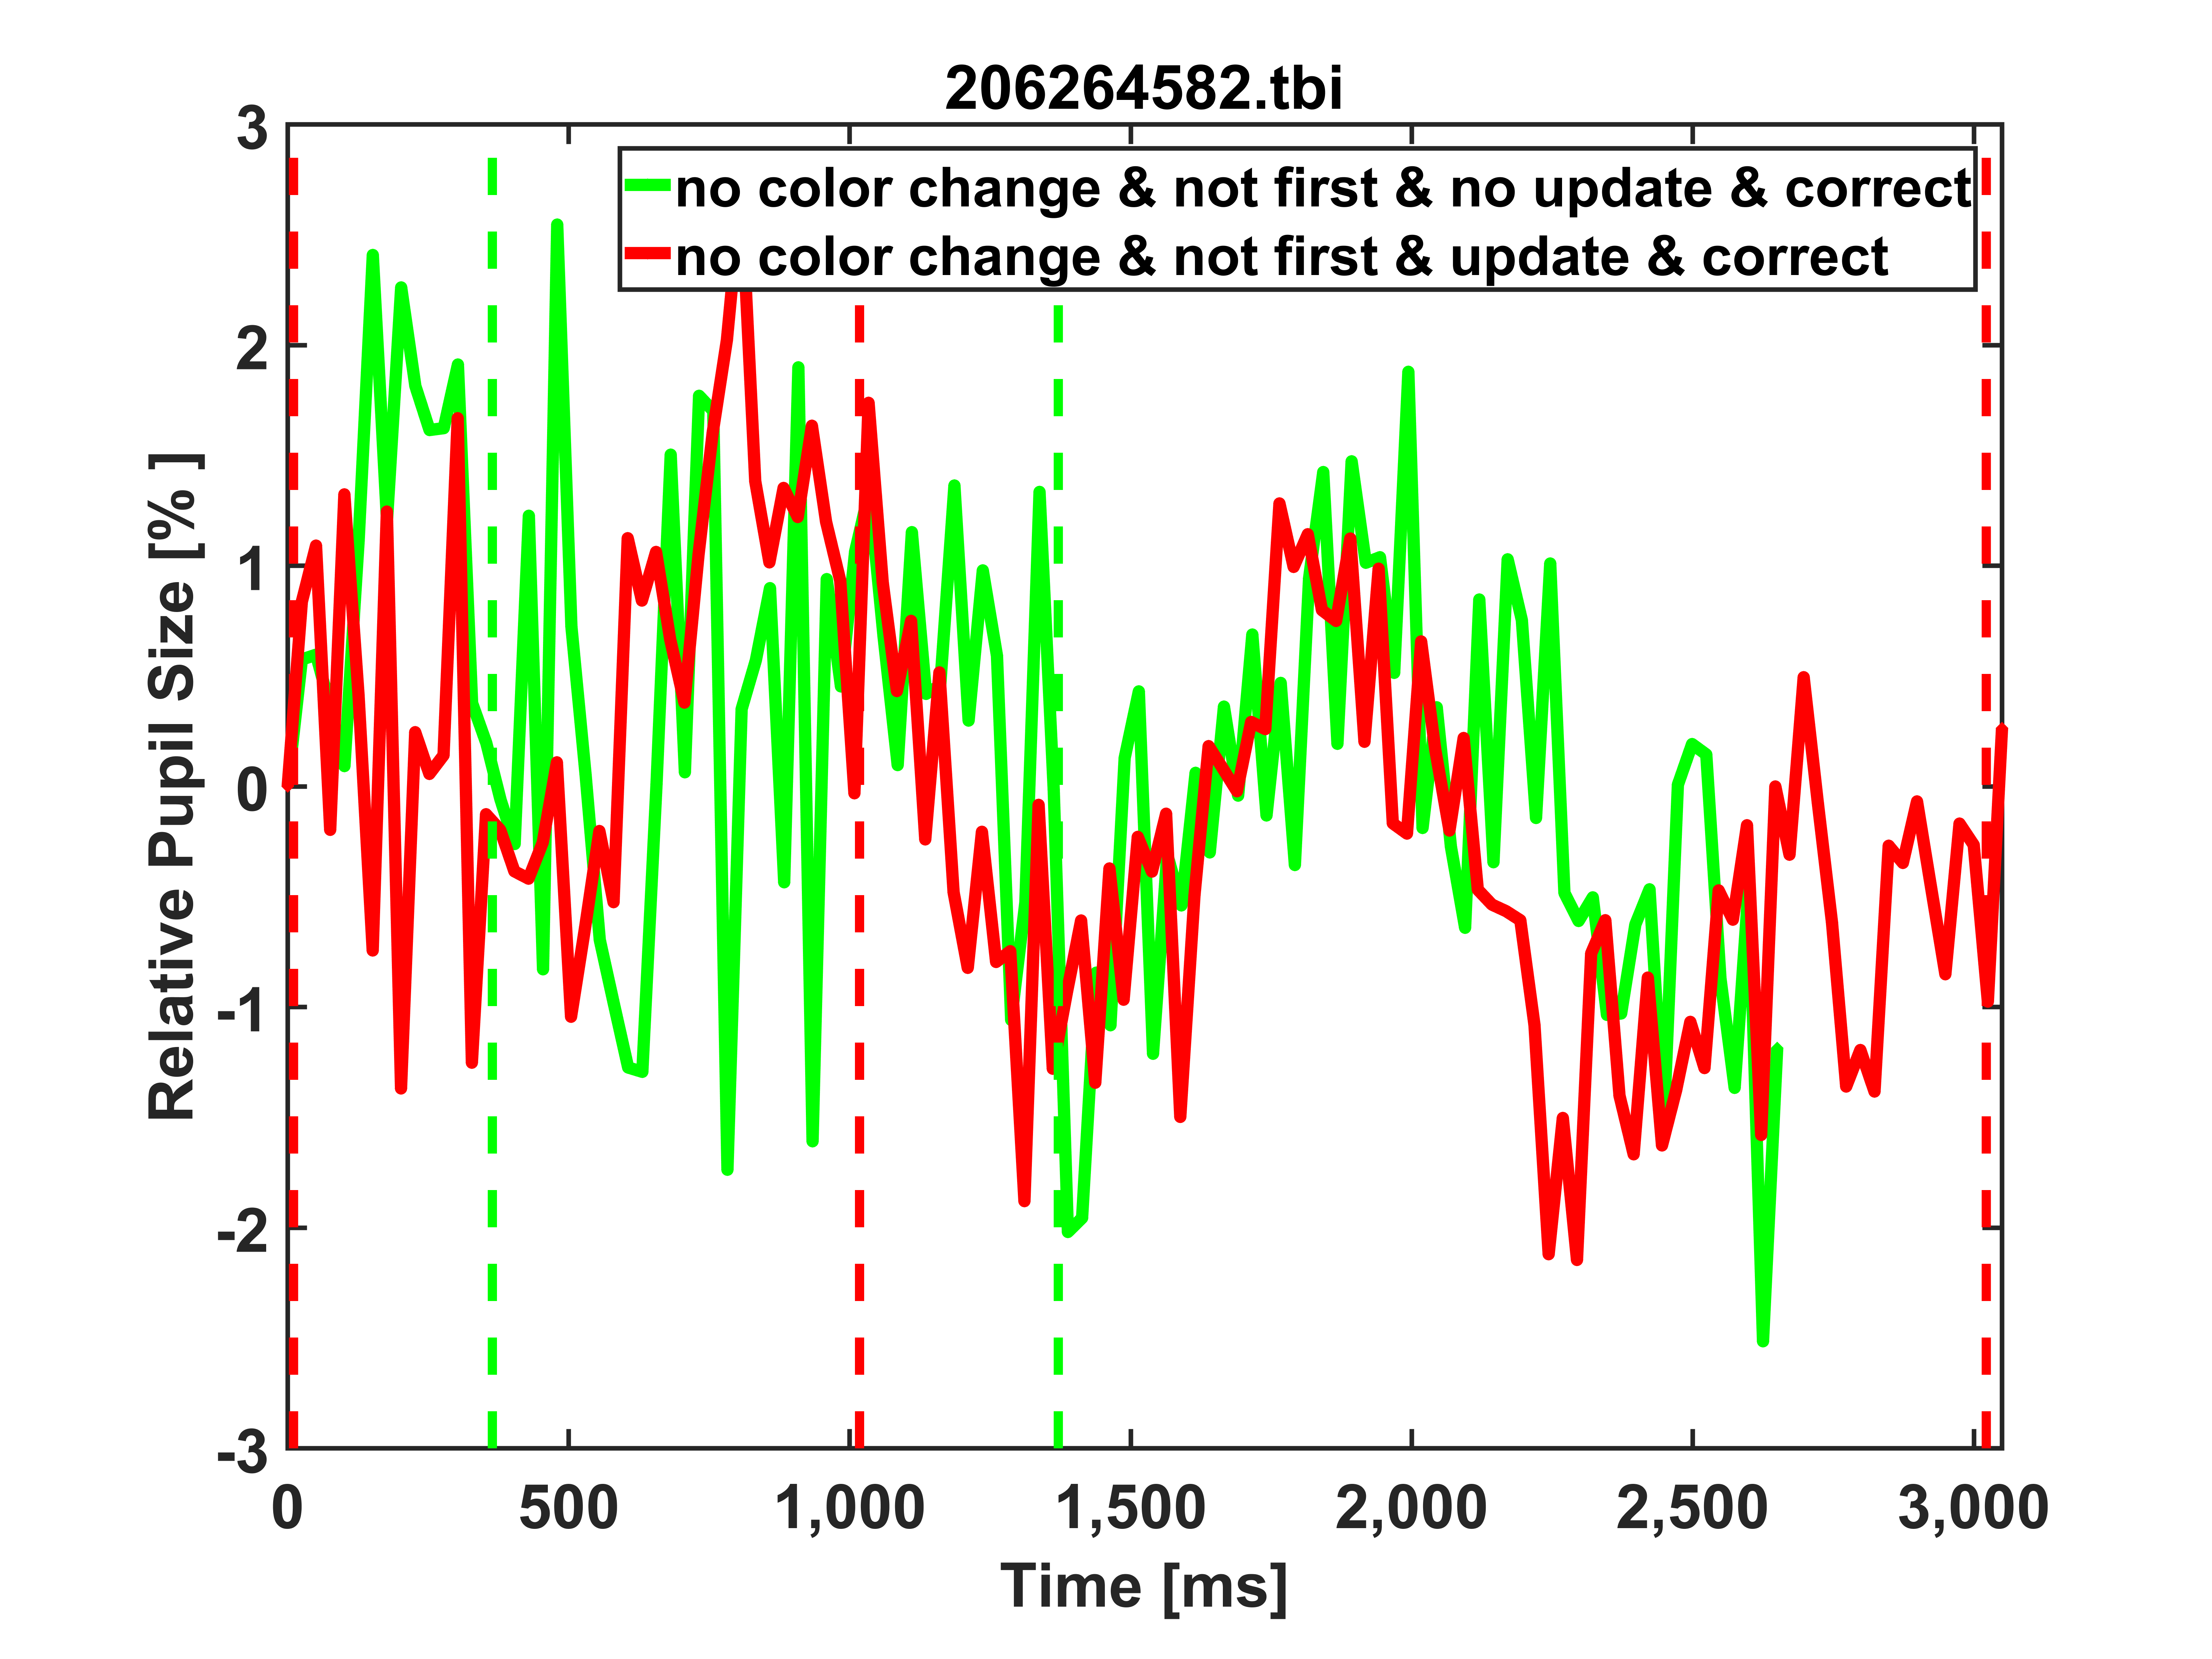 206264582.tbi
no color change & not first & no update & correct
no color change & not first & update & correct
Relative Pupil Size [% ]
3
2
1
0
-1
-2
-3
0 500 1,000 1,500 2,000 2,500 3,000
Time [ms]